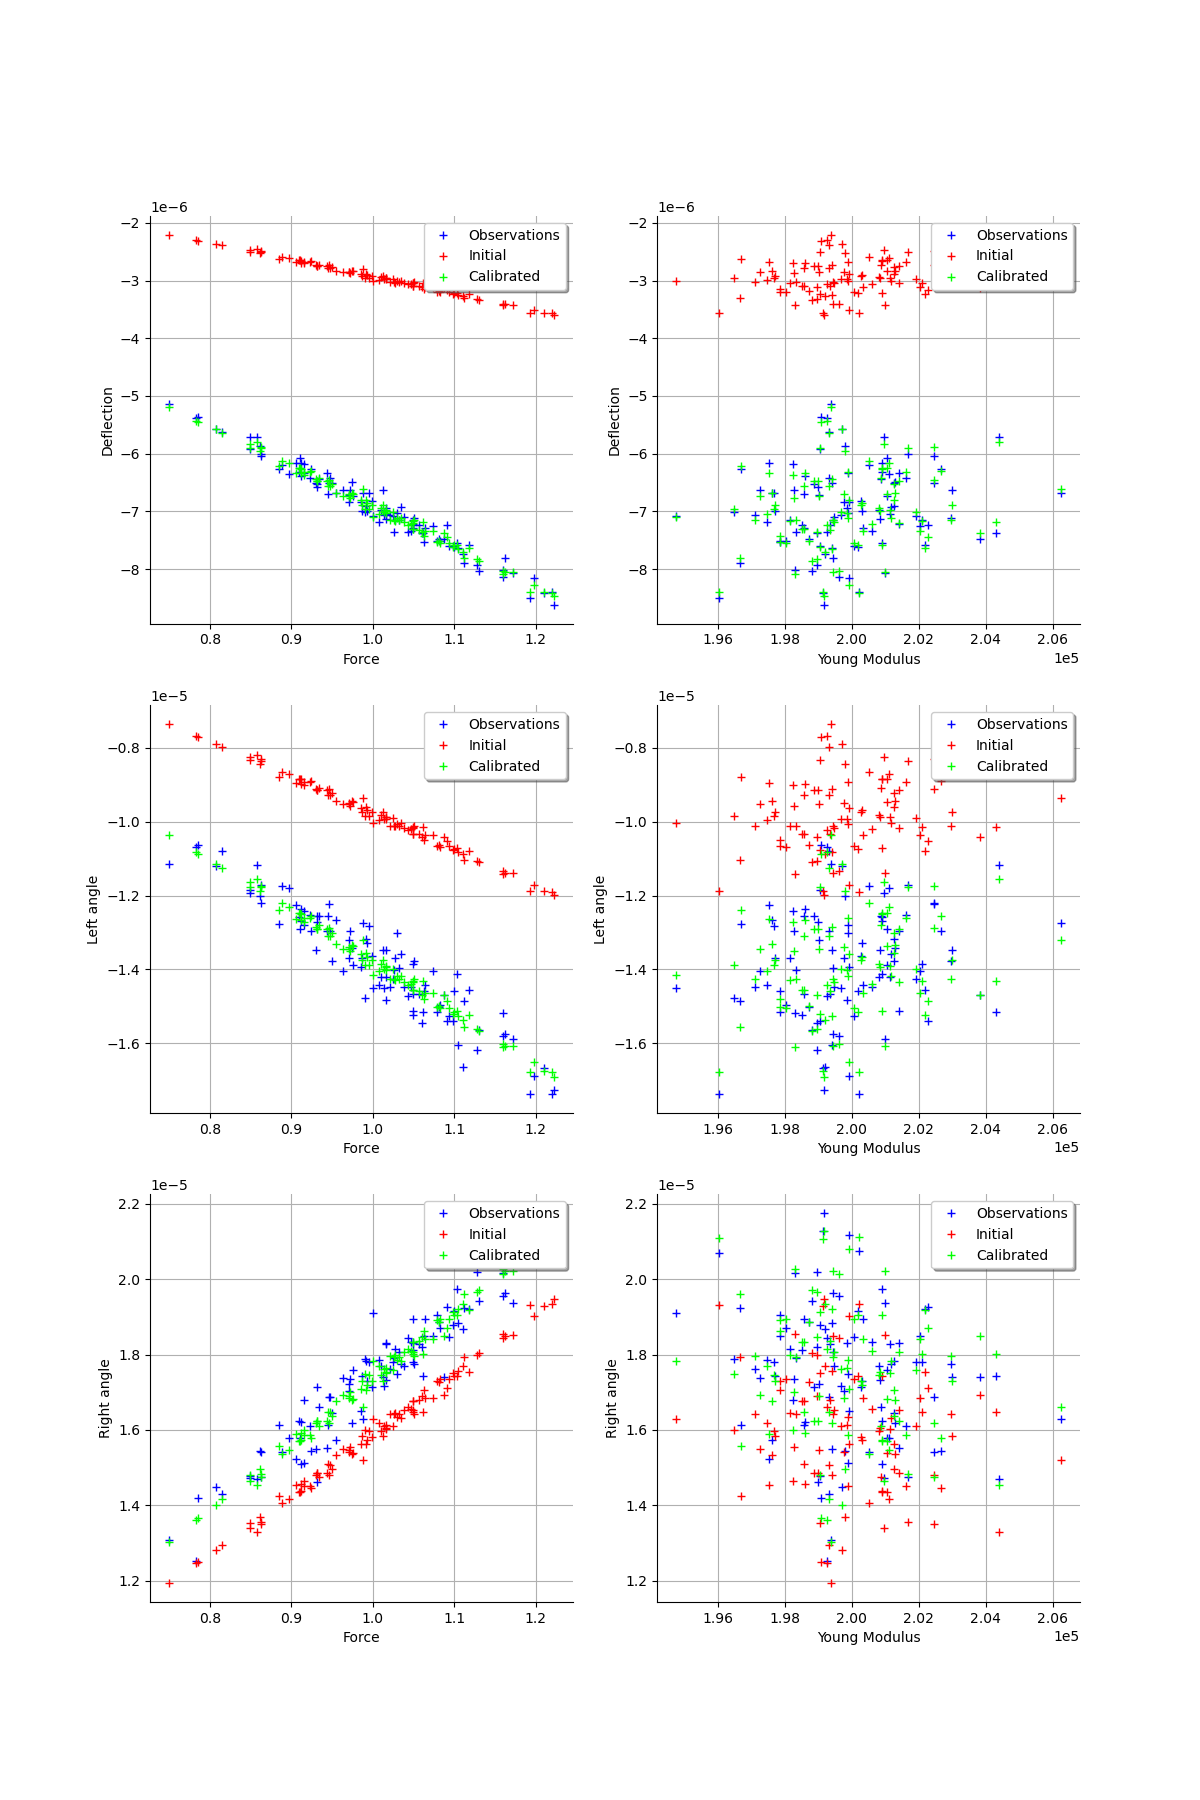 1e−6
−2
−3
−4
−5
−6
−7
−8
Deflection
0.8 0.9 1.0 1.1 1.2
Force
Observations
Initial
Calibrated
1e−6
−2
−3
−4
−5
−6
−7
−8
Deflection
1.96 1.98 2.00 2.02 2.04 2.06
1e5
Young Modulus
Observations
Initial
Calibrated
1e−5
−0.8
−1.0
−1.2
−1.4
−1.6
Left angle
0.8 0.9 1.0 1.1 1.2
Force
Observations
Initial
Calibrated
1e−5
−0.8
−1.0
−1.2
−1.4
−1.6
Left angle
1.96 1.98 2.00 2.02 2.04 2.06
1e5
Young Modulus
Observations
Initial
Calibrated
1e−5
2.2
2.0
1.8
1.6
1.4
1.2
Right angle
0.8 0.9 1.0 1.1 1.2
Force
Observations
Initial
Calibrated
1e−5
2.2
2.0
1.8
1.6
1.4
1.2
Right angle
1.96 1.98 2.00 2.02 2.04 2.06
1e5
Young Modulus
Observations
Initial
Calibrated